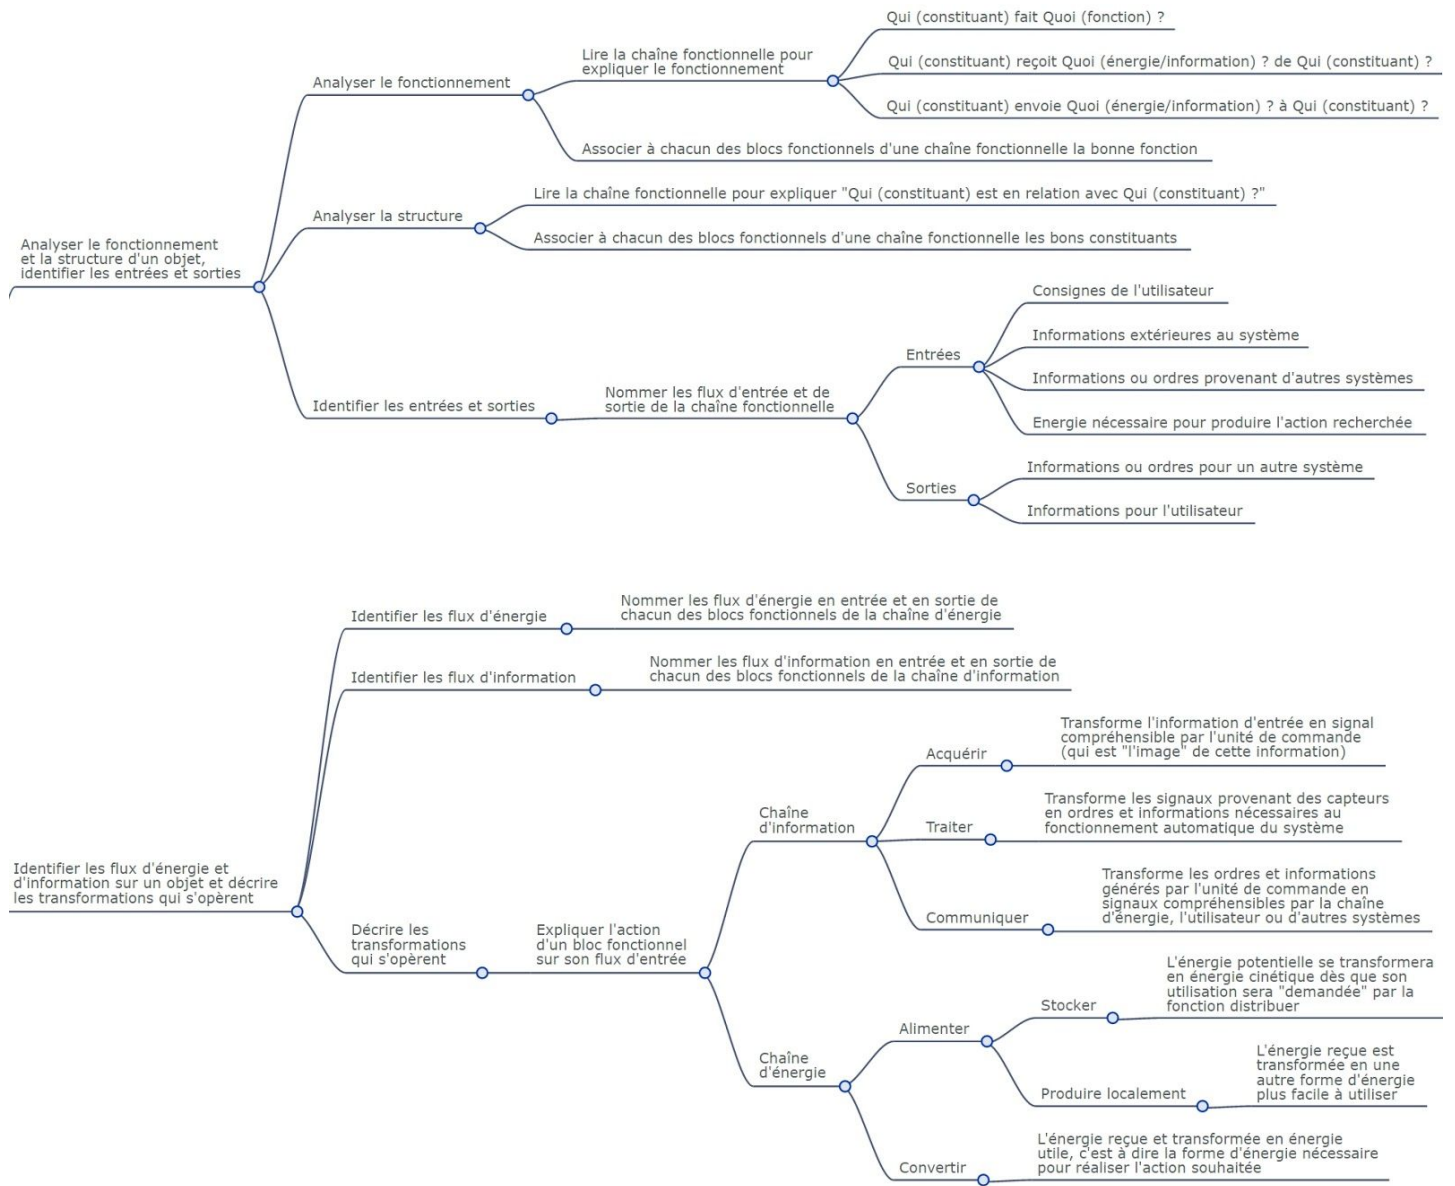 Analyser le fonctionnement
et la structure d'un objet,
identifier les entrées et sorties
Analyser le fonctionnement
Lire la chaîne fonctionnelle pour
expliquer le fonctionnement
Qui (constituant) fait Quoi (fonction) ?
Qui (constituant) reçoit Quoi (énergie/information) ? de Qui (constituant) ?
Qui (constituant) envoie Quoi (énergie/information) ? à Qui (constituant) ?
Associer à chacun des blocs fonctionnels d'une chaîne fonctionnelle la bonne fonction
Analyser la structure
Lire la chaîne fonctionnelle pour expliquer "Qui (constituant) est en relation avec Qui (constituant) ?"
Associer à chacun des blocs fonctionnels d'une chaîne fonctionnelle les bons constituants
Identifier les entrées et sorties
Nommer les flux d'entrée et de
sortie de la chaîne fonctionnelle
Entrées
Consignes de l'utilisateur
Informations extérieures au système
Informations ou ordres provenant d'autres systèmes
Energie nécessaire pour produire l'action recherchée
Sorties
Informations ou ordres pour un autre système
Informations pour l'utilisateur
Identifier les flux d'énergie et
d'information sur un objet et décrire
les transformations qui s'opèrent
Identifier les flux d'énergie
Nommer les flux d'énergie en entrée et en sortie de
chacun des blocs fonctionnels de la chaîne d'énergie
Identifier les flux d'information
Nommer les flux d'information en entrée et en sortie de
chacun des blocs fonctionnels de la chaîne d'information
Décrire les
transformations
qui s'opèrent
Expliquer l'action
d'un bloc fonctionnel
sur son flux d'entrée
Chaîne
d'information
Acquérir
Transforme l'information d'entrée en signal
compréhensible par l'unité de commande
(qui est "l'image" de cette information)
Traiter
Transforme les signaux provenant des capteurs
en ordres et informations nécessaires au
fonctionnement automatique du système
Communiquer
Transforme les ordres et informations
générés par l'unité de commande en
signaux compréhensibles par la chaîne
d'énergie, l'utilisateur ou d'autres systèmes
Chaîne
d'énergie
Alimenter
Stocker
L'énergie potentielle se transformera
en énergie cinétique dès que son
utilisation sera "demandée" par la
fonction distribuer
Produire localement
L'énergie reçue est
transformée en une
autre forme d'énergie
plus facile à utiliser
Convertir
L'énergie reçue et transformée en énergie
utile, c'est à dire la forme d'énergie nécessaire
pour réaliser l'action souhaitée